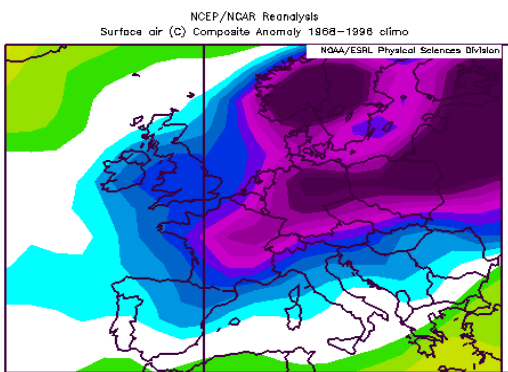 NCEP/NCAR Reanalysis
Surface air (C) Composite Anomaly 1968-1996 climo
NOAA/ESRL Physical Sciences Division